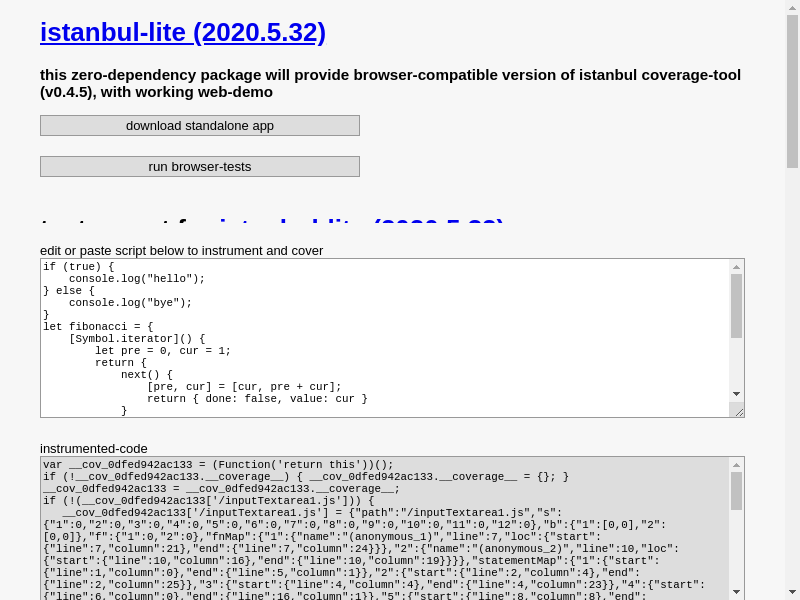 istanbul-lite (2020.5.32)
this zero-dependency package will provide browser-compatible version of istanbul coverage-tool
(v0.4.5), with working web-demo
download standalone app
run browser-tests
edit or paste script below to instrument and cover
if (true) {
    console.log("hello");
} else {
    console.log("bye");
}
let fibonacci = {
    [Symbol.iterator]() {
        let pre = 0, cur = 1;
        return {
            next() {
                [pre, cur] = [cur, pre + cur];
                return { done: false, value: cur }
            }
instrumented-code
var __cov_0dfed942ac133 = (Function('return this'))();
if (!__cov_0dfed942ac133.__coverage__) { __cov_0dfed942ac133.__coverage__ = {}; }
__cov_0dfed942ac133 = __cov_0dfed942ac133.__coverage__;
if (!(__cov_0dfed942ac133['/inputTextarea1.js'])) {
   __cov_0dfed942ac133['/inputTextarea1.js'] = {"path":"/inputTextarea1.js","s":
{"1":0,"2":0,"3":0,"4":0,"5":0,"6":0,"7":0,"8":0,"9":0,"10":0,"11":0,"12":0},"b":{"1":[0,0],"2":
[0,0]},"f":{"1":0,"2":0},"fnMap":{"1":{"name":"(anonymous_1)","line":7,"loc":{"start":
{"line":7,"column":21},"end":{"line":7,"column":24}}},"2":{"name":"(anonymous_2)","line":10,"loc":
{"start":{"line":10,"column":16},"end":{"line":10,"column":19}}}},"statementMap":{"1":{"start":
{"line":1,"column":0},"end":{"line":5,"column":1}},"2":{"start":{"line":2,"column":4},"end":
{"line":2,"column":25}},"3":{"start":{"line":4,"column":4},"end":{"line":4,"column":23}},"4":{"start":
{"line":6,"column":0},"end":{"line":16,"column":1}},"5":{"start":{"line":8,"column":8},"end":